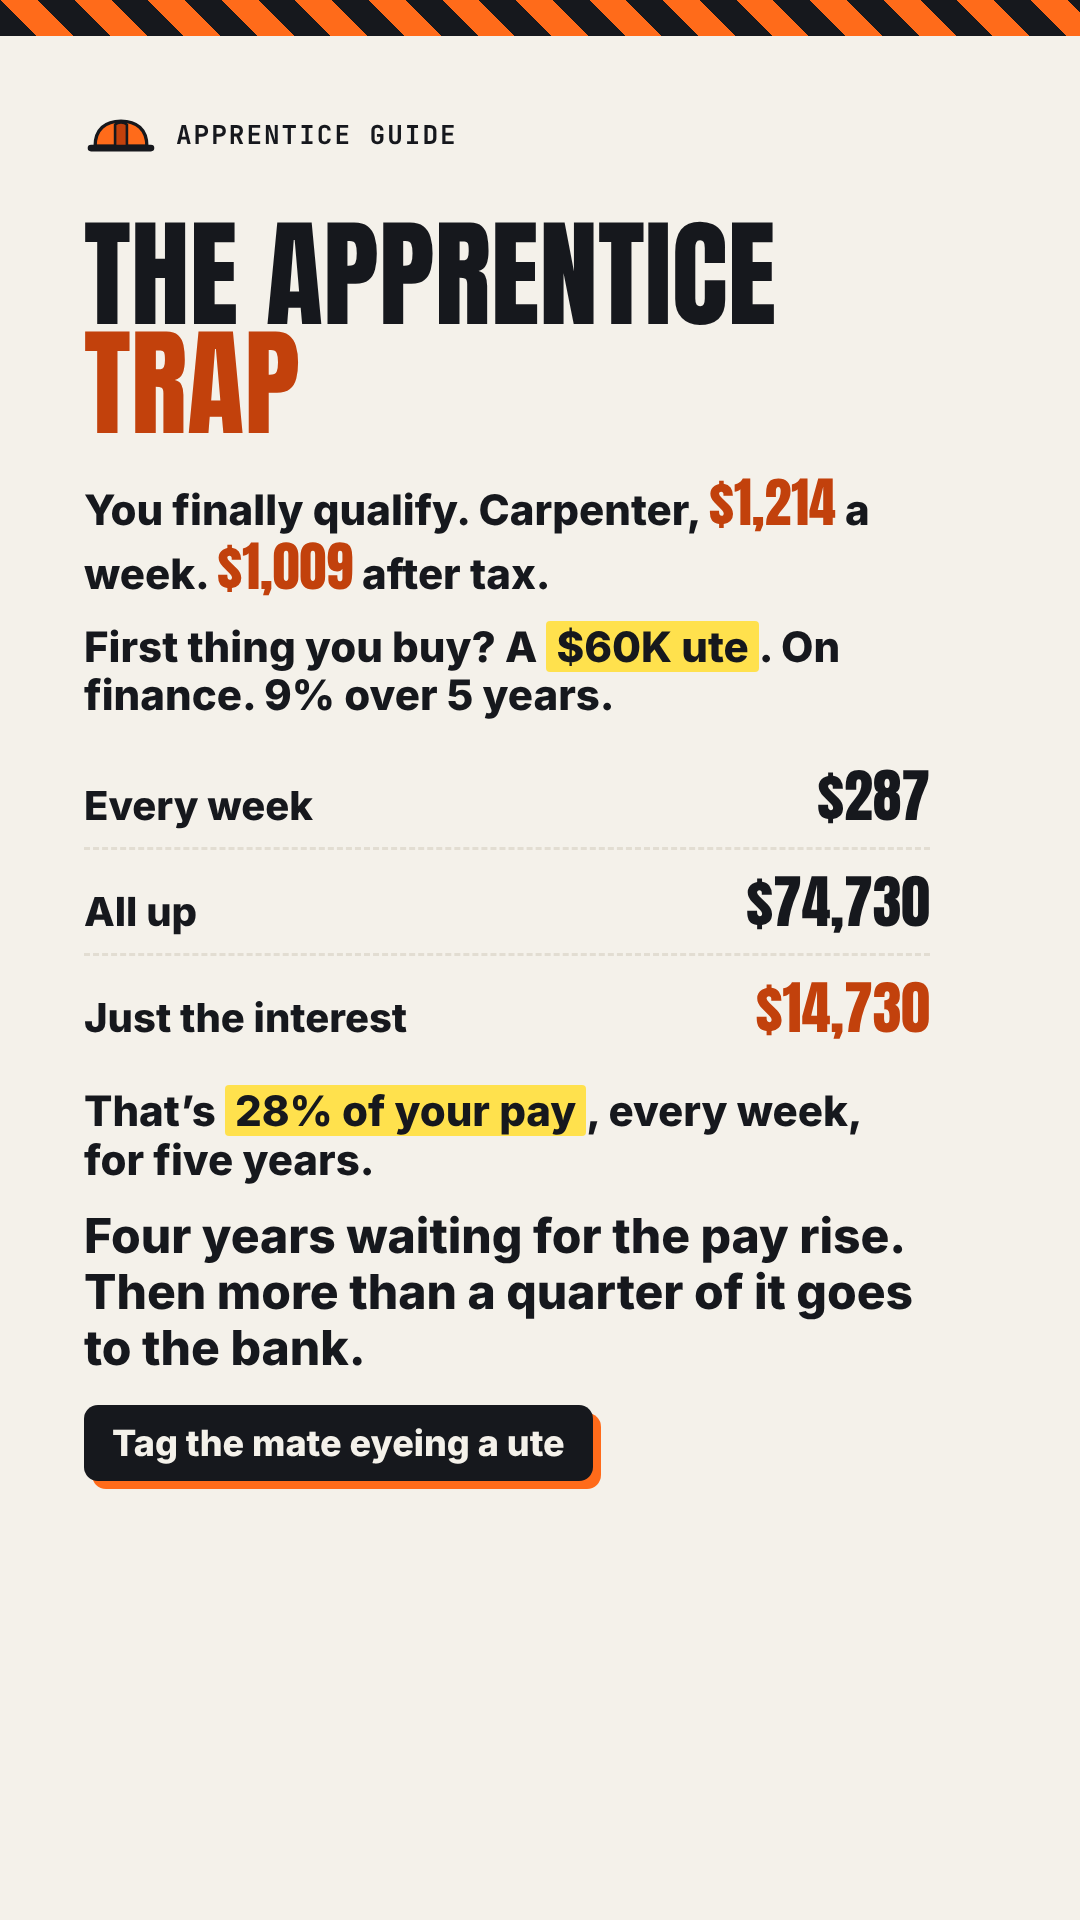 APPRENTICE GUIDE
THE APPRENTICE
TRAP
You finally qualify. Carpenter, $1,214 a
week. $1,009 after tax.
First thing you buy? A $60K ute. On
finance. 9% over 5 years.
Every week $287
All up $74,730
Just the interest $14,730
That’s 28% of your pay, every week,
for five years.
Four years waiting for the pay rise.
Then more than a quarter of it goes
to the bank.
Tag the mate eyeing a ute